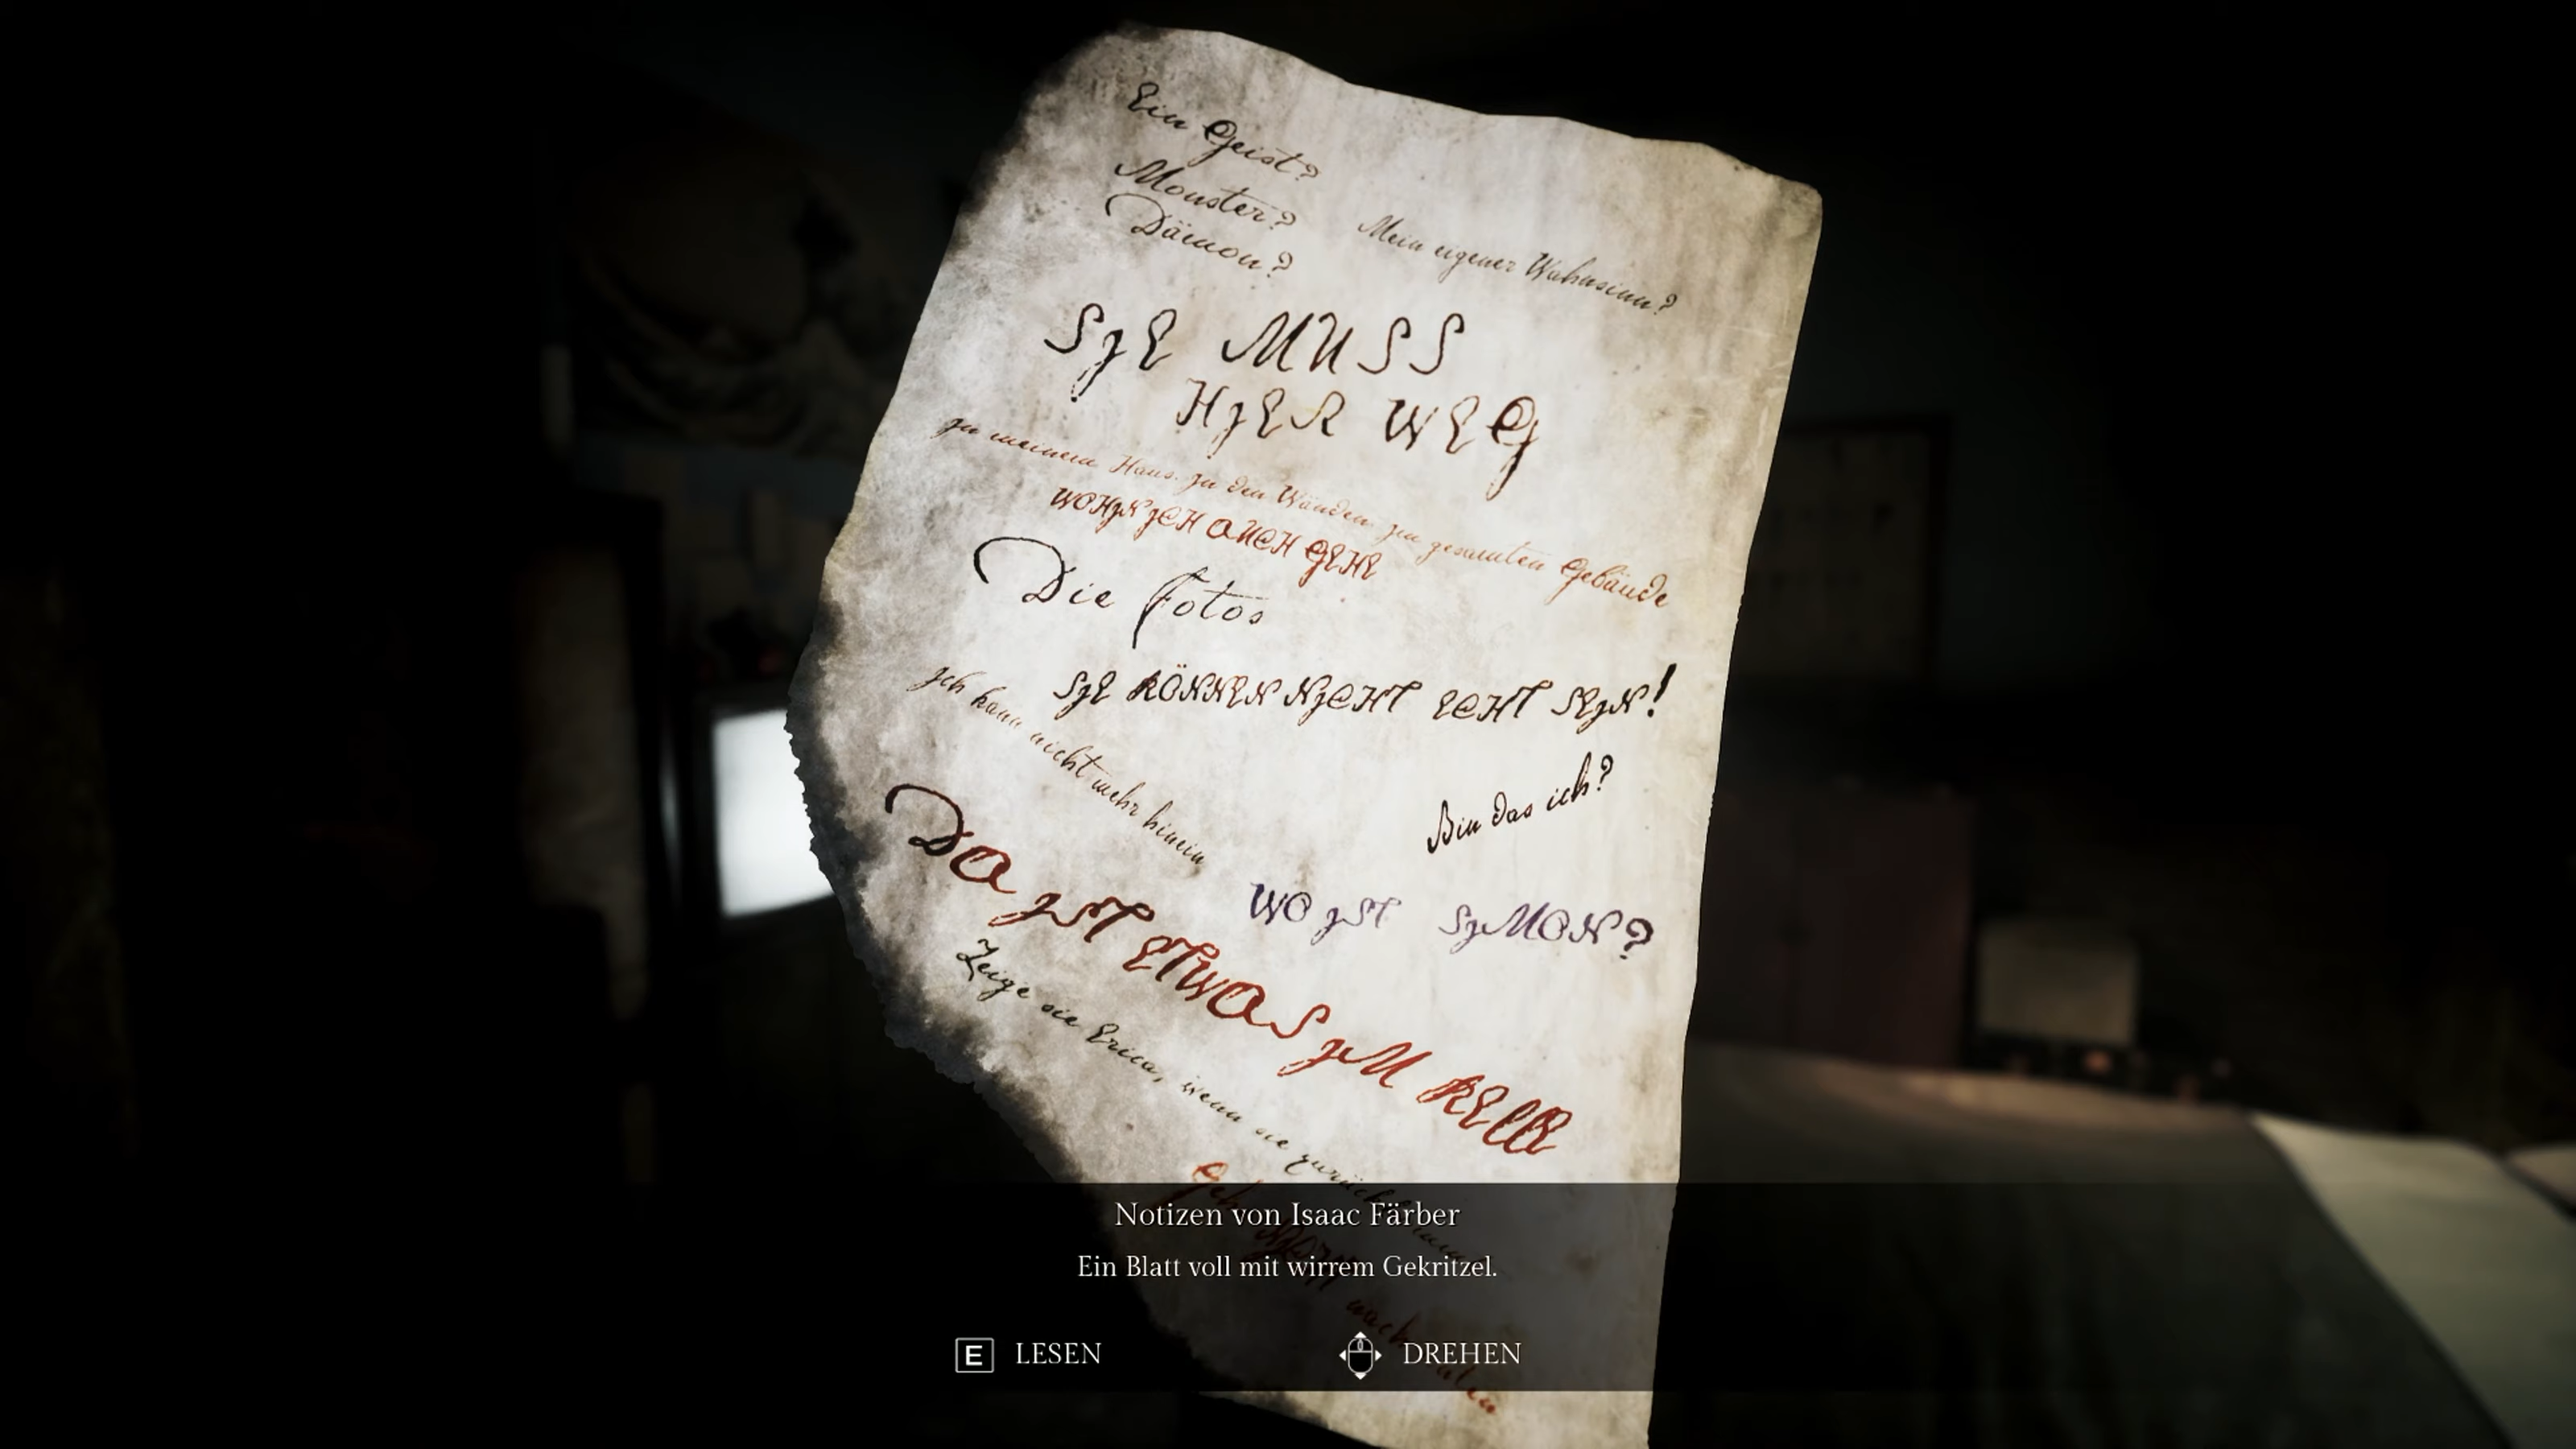 Ein Geist?
Monster?
Dämon?
Mein eigener Wahnsinn?
SIE MUSS
HIER WEG
In meinem Haus. In den Wänden. Im gesamten Gebäude
WOHIN ICH AUCH GEHE
Die Fotos
SIE KÖNNEN NICHT ECHT SEIN!
Ich kann nicht mehr hinein
Bin das ich?
WO IST SIMON?
DA IST ETWAS IM KELLER
Zeige sie Erica, wenn sie
Notizen von Isaac Färber
Ein Blatt voll mit wirrem Gekritzel.
E LESEN
DREHEN